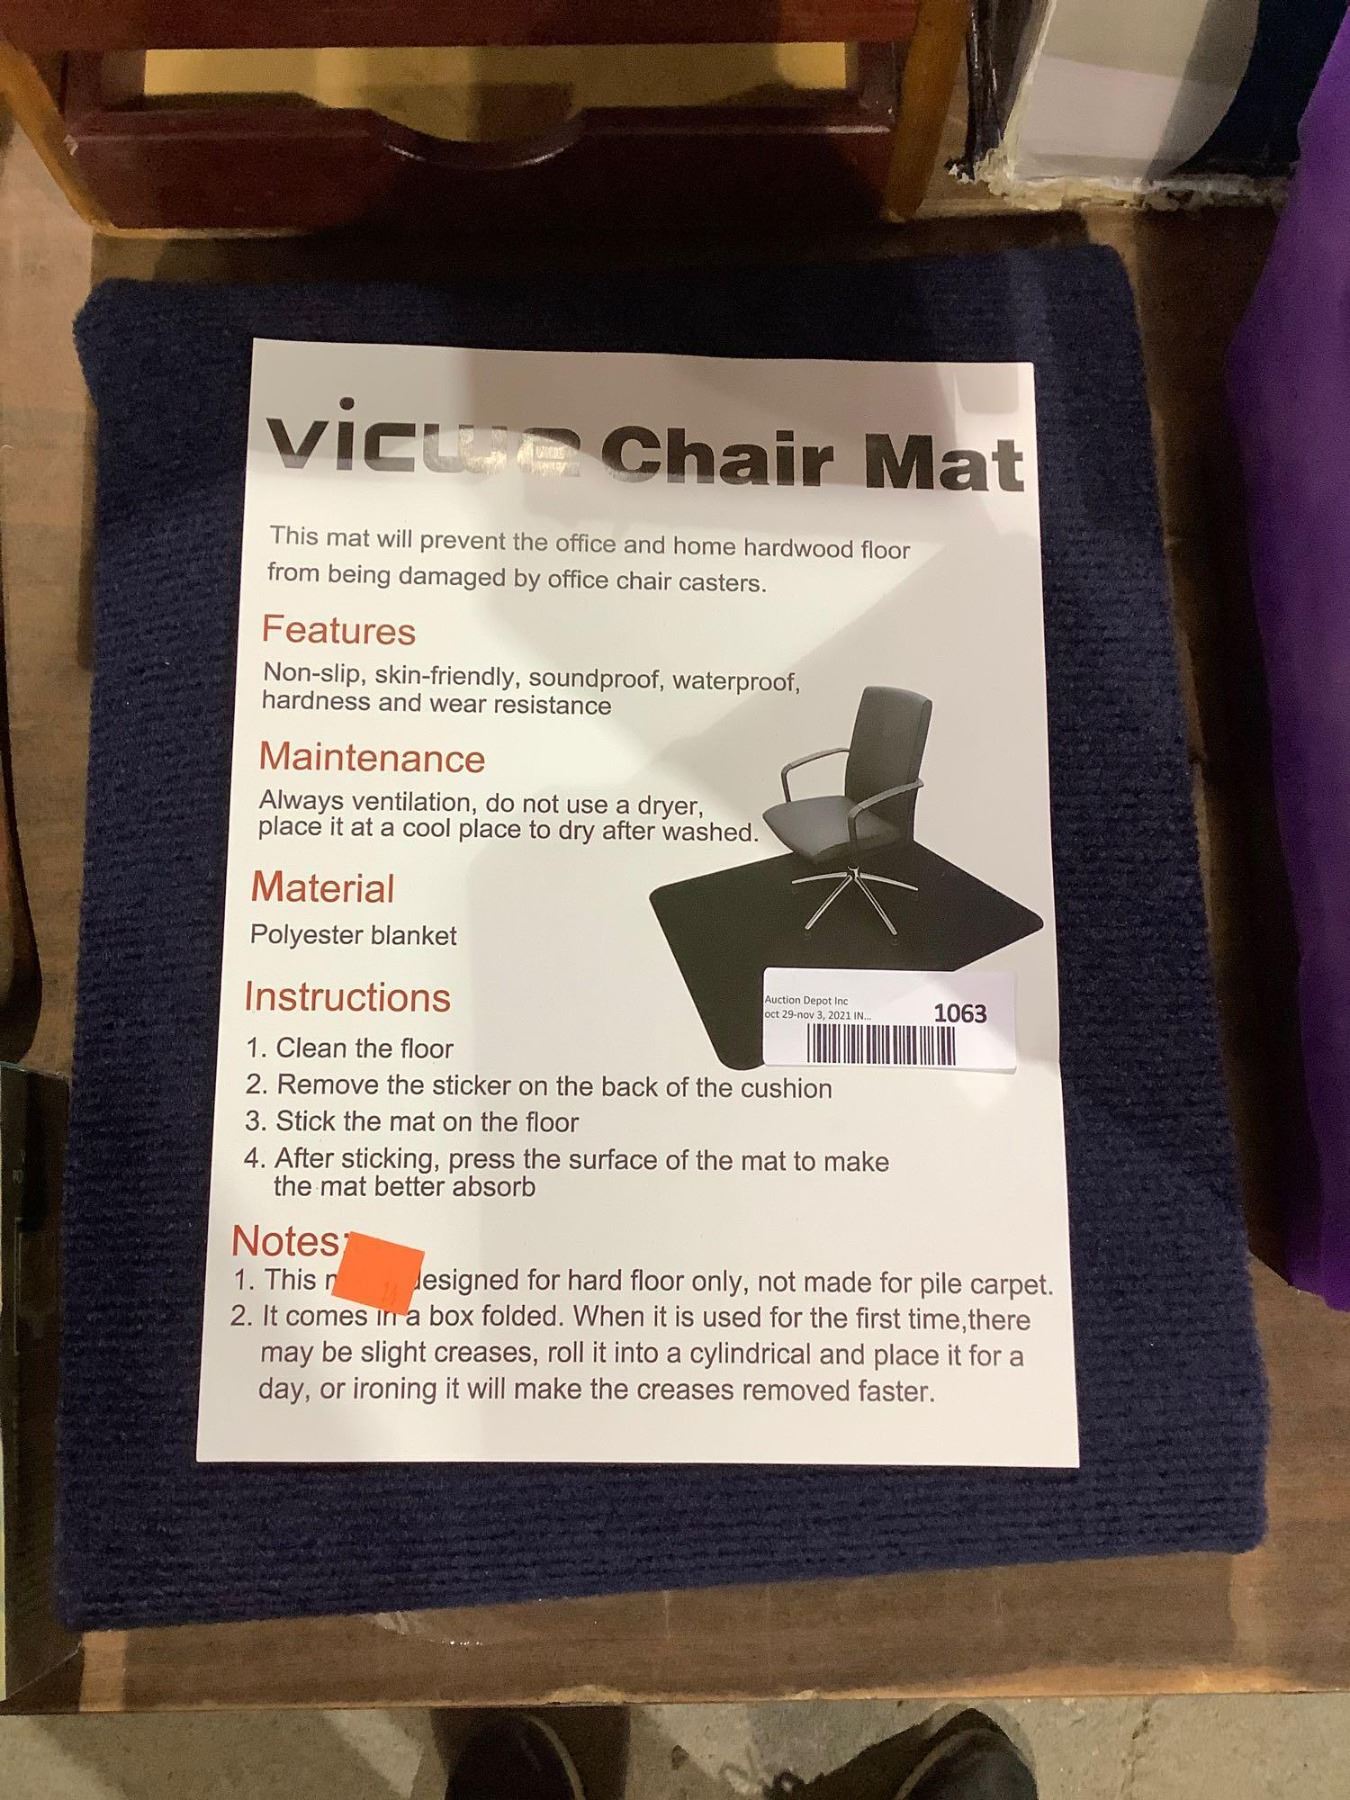 vicwe Chair Mat
This mat will prevent the office and home hardwood floor
from being damaged by office chair casters.
Features
Non-slip, skin-friendly, soundproof, waterproof,
hardness and wear resistance
Maintenance
Always ventilation, do not use a dryer,
place it at a cool place to dry after washed.
Material
Polyester blanket
Auction Depot Inc
oct 29-nov 3, 2021 IN...
1063
Instructions
1. Clean the floor
2. Remove the sticker on the back of the cushion
3. Stick the mat on the floor
4. After sticking, press the surface of the mat to make
the mat better absorb
Notes:
1. This designed for hard floor only, not made for pile carpet.
2. It comes in a box folded. When it is used for the first time,there
may be slight creases, roll it into a cylindrical and place it for a
day, or ironing it will make the creases removed faster.